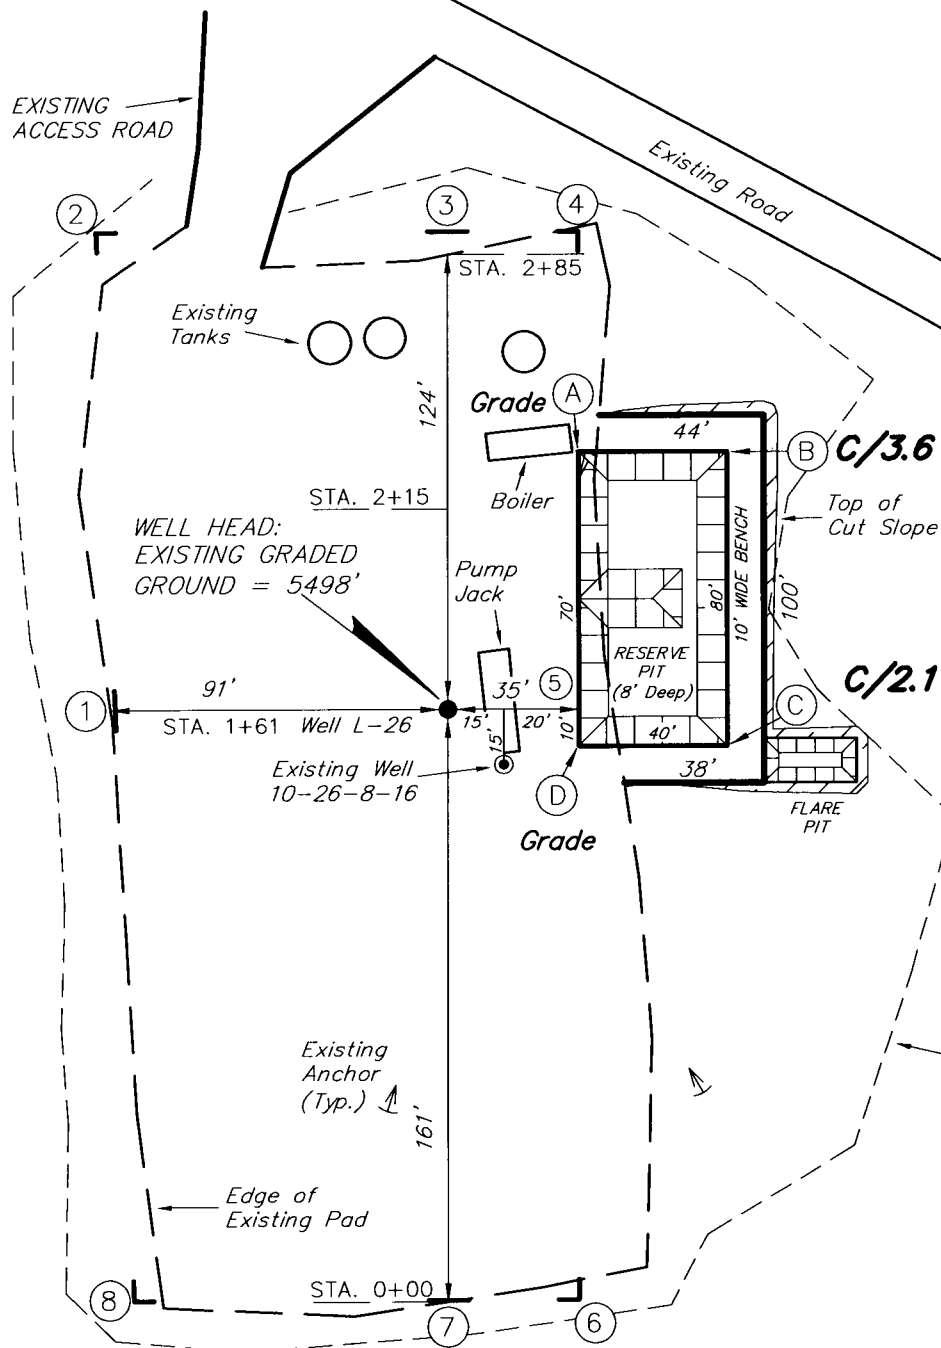 EXISTING
ACCESS ROAD
Existing Road
2
3
4
STA. 2+85
Existing
Tanks
124'
Grade
A
44'
B
C/3.6
Boiler
STA. 2+15
Top of
Cut Slope
WELL HEAD:
EXISTING GRADED
GROUND = 5498'
Pump
Jack
70'
80'
10' WIDE BENCH
100'
RESERVE
PIT
(8' Deep)
C/2.1
91'
35'
5
1
STA. 1+61 Well L-26
15'
20'
10'
40'
C
15'
Existing Well
10-26-8-16
38'
D
FLARE
PIT
Grade
Existing
Anchor
(Typ.)
161'
Edge of
Existing Pad
8
STA. 0+00
7
6